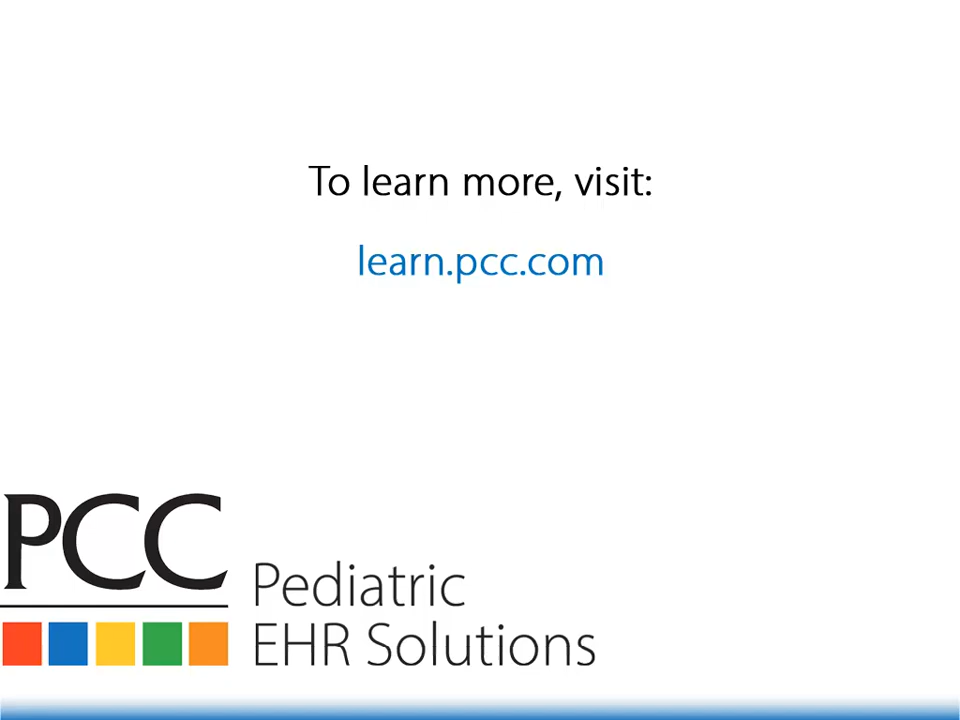 To learn more, visit:
learn.pcc.com
PCC
Pediatric
EHR Solutions